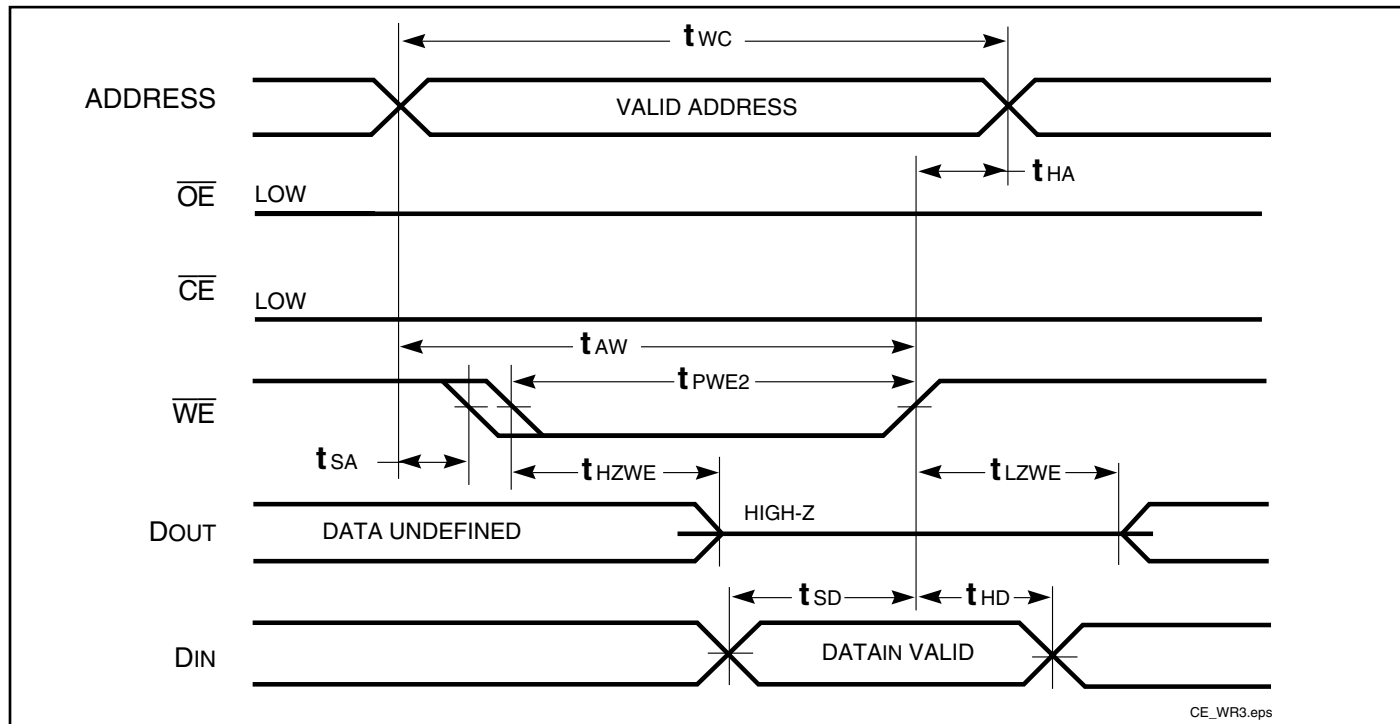 tWC
ADDRESS
VALID ADDRESS
tHA
OE
LOW
CE
LOW
tAW
tPWE2
WE
tSA
tHZWE
tLZWE
DOUT
DATA UNDEFINED
HIGH-Z
tSD
tHD
DIN
DATAIN VALID
CE_WR3.eps